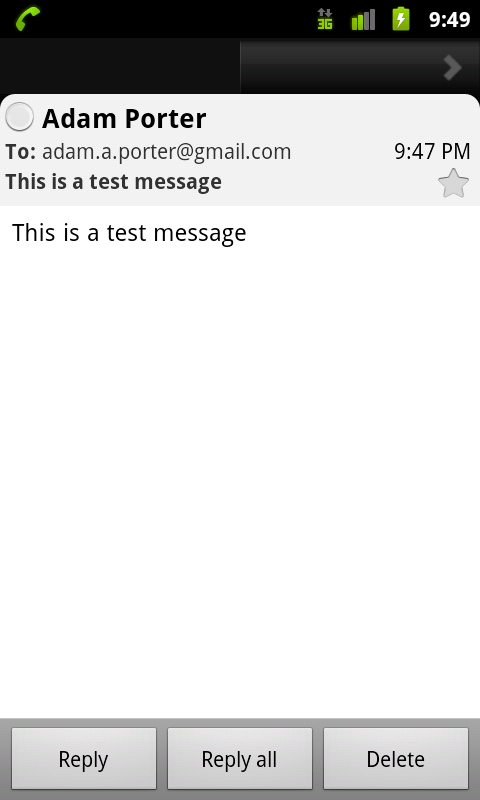 3G 9:49
Adam Porter
To: adam.a.porter@gmail.com 9:47 PM
This is a test message
This is a test message
Reply Reply all Delete